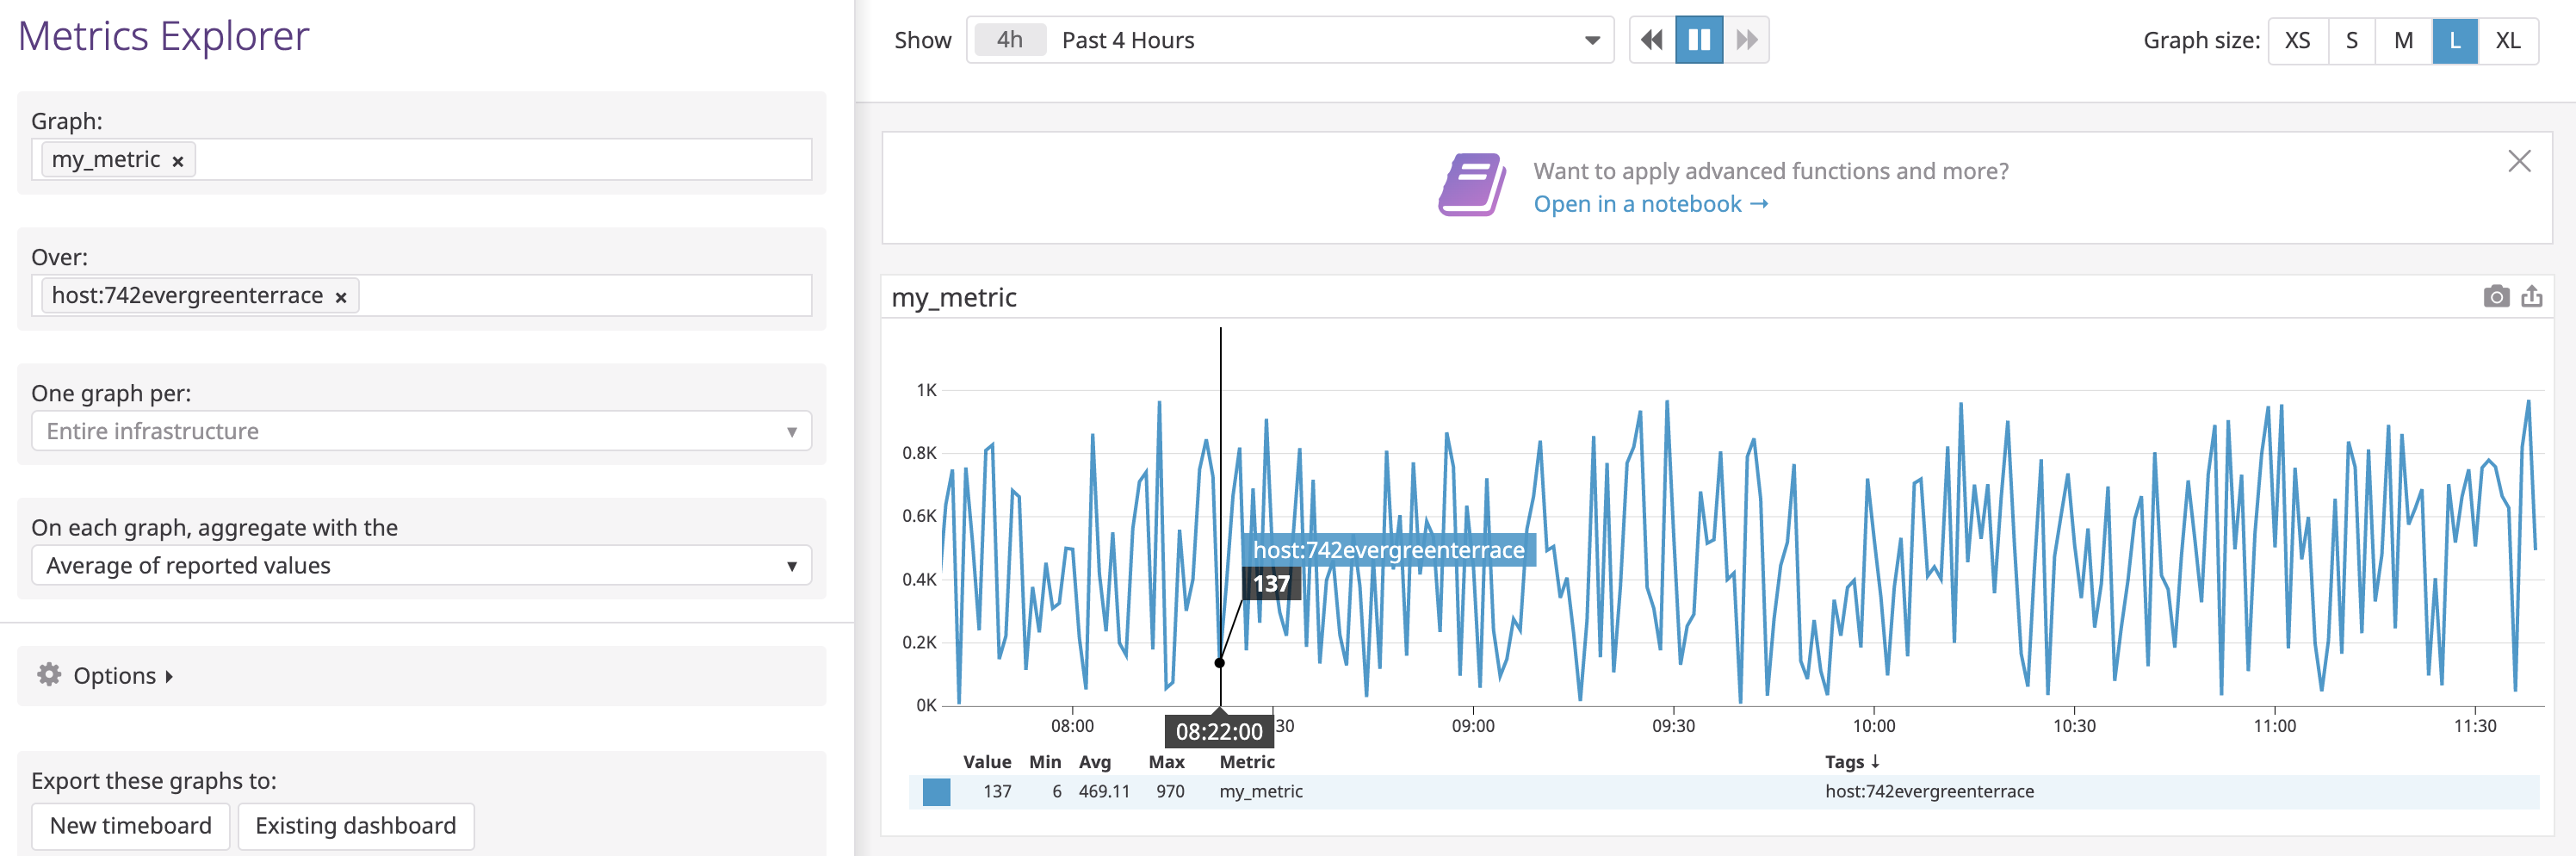 Metrics Explorer
Graph:
my_metric ×
Over:
host:742evergreenterrace ×
One graph per:
Entire infrastructure
On each graph, aggregate with the
Average of reported values
Options
Export these graphs to:
New timeboard Existing dashboard
Show 4h Past 4 Hours
Graph size: XS S M L XL
Want to apply advanced functions and more?
Open in a notebook →
my_metric
1K
0.8K
0.6K
0.4K
0.2K
0K
host:742evergreenterrace
137
08:00 08:22:00 30 09:00 09:30 10:00 10:30 11:00 11:30
Value Min Avg Max Metric Tags ↓
137 6 469.11 970 my_metric host:742evergreenterrace